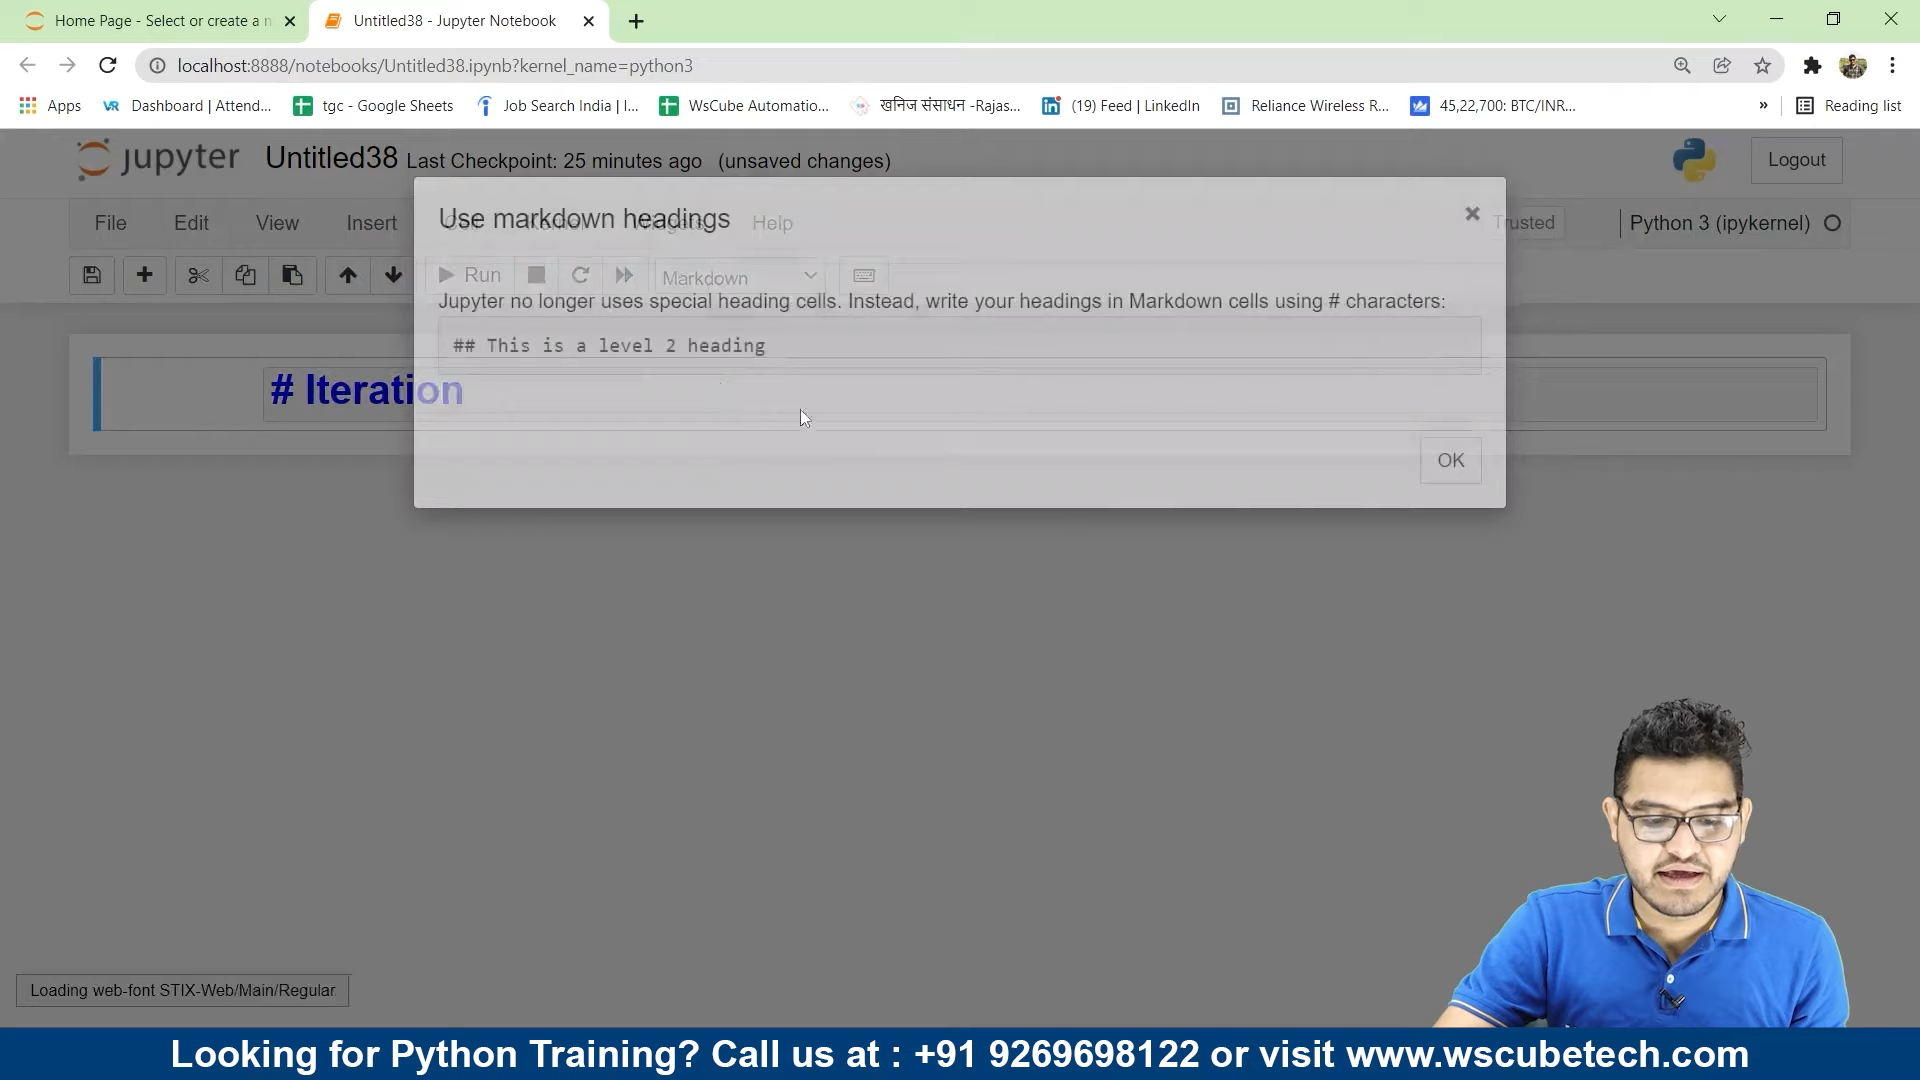 Home Page - Select or create a n
Untitled38 - Jupyter Notebook
localhost:8888/notebooks/Untitled38.ipynb?kernel_name=python3
Apps
Dashboard | Attend...
tgc - Google Sheets
Job Search India | I...
WsCube Automatio...
खनिज संसाधन -Rajas...
(19) Feed | LinkedIn
Reliance Wireless R...
45,22,700: BTC/INR...
»
Reading list
jupyter
Untitled38
Last Checkpoint: 25 minutes ago (unsaved changes)
Logout
File
Edit
View
Insert
Cell
Kernel
Widgets
Help
Trusted
Python 3 (ipykernel)
Use markdown headings
Run
Markdown
Jupyter no longer uses special heading cells. Instead, write your headings in Markdown cells using # characters:
## This is a level 2 heading
# Iteration
OK
Loading web-font STIX-Web/Main/Regular
Looking for Python Training? Call us at : +91 9269698122 or visit www.wscubetech.com